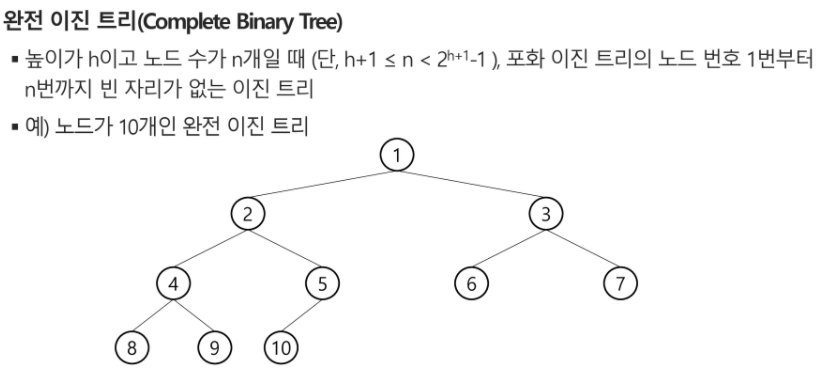 완전 이진 트리(Complete Binary Tree)
▪ 높이가 h이고 노드 수가 n개일 때 (단, h+1 ≤ n < 2^{h+1}-1 ), 포화 이진 트리의 노드 번호 1번부터
n번까지 빈 자리가 없는 이진 트리
▪ 예) 노드가 10개인 완전 이진 트리
1
2 3
4 5 6 7
8 9 10